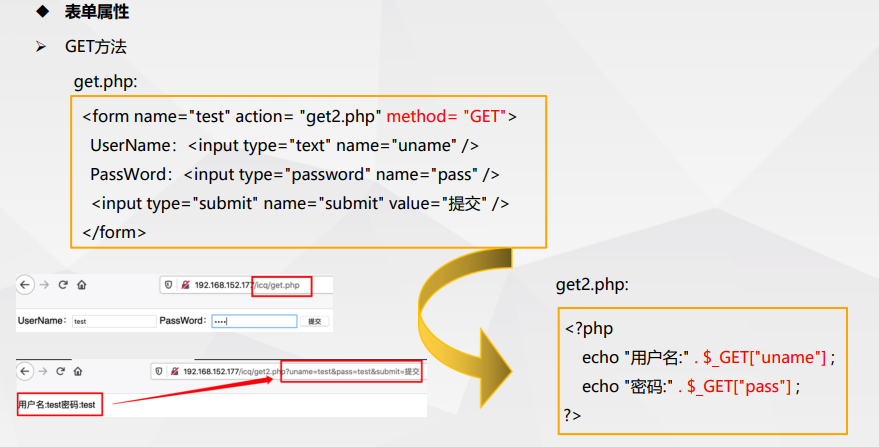 表单属性
GET方法
get.php:
<form name="test" action= "get2.php" method= "GET">
UserName：<input type="text" name="uname" />
PassWord：<input type="password" name="pass" />
<input type="submit" name="submit" value="提交" />
</form>
192.168.152.177/icq/get.php
UserName: test PassWord: •••• 提交
192.168.152.177/icq/get2.php?uname=test&pass=test&submit=提交
用户名:test密码:test
get2.php:
<?php
echo "用户名:" . $_GET["uname"] ;
echo "密码:" . $_GET["pass"] ;
?>